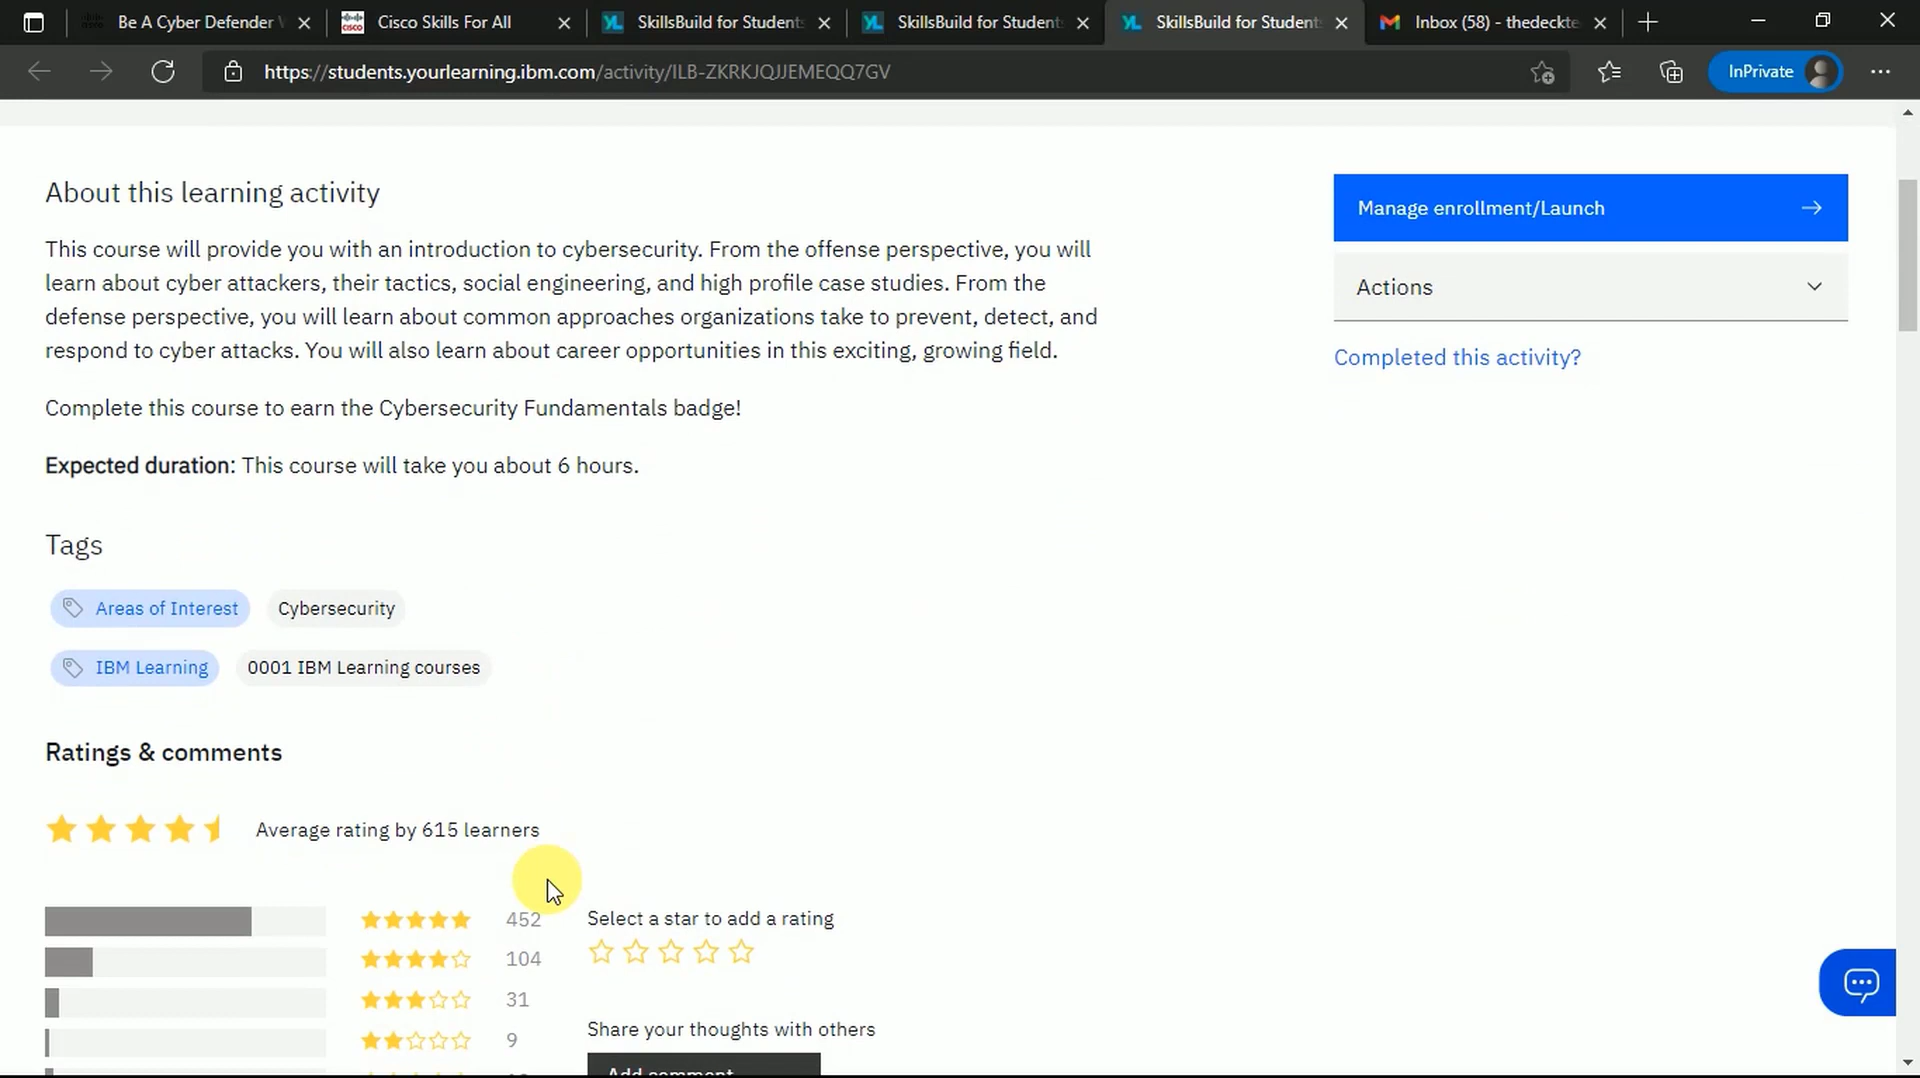 Be A Cyber Defender
Cisco Skills For All
SkillsBuild for Students
SkillsBuild for Student
SkillsBuild for Student
Inbox (58) - thedeckte
https://students.yourlearning.ibm.com/activity/ILB-ZKRKJQJJEMEQQ7GV
InPrivate
About this learning activity
This course will provide you with an introduction to cybersecurity. From the offense perspective, you will
learn about cyber attackers, their tactics, social engineering, and high profile case studies. From the
defense perspective, you will learn about common approaches organizations take to prevent, detect, and
respond to cyber attacks. You will also learn about career opportunities in this exciting, growing field.
Complete this course to earn the Cybersecurity Fundamentals badge!
Expected duration: This course will take you about 6 hours.
Manage enrollment/Launch
Actions
Completed this activity?
Tags
Areas of Interest Cybersecurity
IBM Learning 0001 IBM Learning courses
Ratings & comments
Average rating by 615 learners
452
104
31
9
Select a star to add a rating
Share your thoughts with others
Add comment